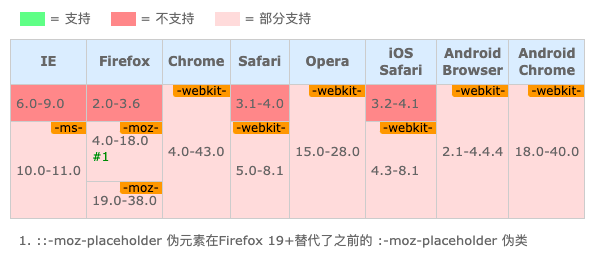 = 支持 = 不支持 = 部分支持
IE Firefox Chrome Safari Opera iOS Safari Android Browser Android Chrome
6.0-9.0 2.0-3.6 -webkit- 3.1-4.0 -webkit- 3.2-4.1 -webkit- -webkit-
-ms- -moz- -webkit- -webkit-
10.0-11.0 4.0-18.0 #1 4.0-43.0 5.0-8.1 15.0-28.0 4.3-8.1 2.1-4.4.4 18.0-40.0
-moz-
19.0-38.0
1. ::-moz-placeholder 伪元素在Firefox 19+替代了之前的 :-moz-placeholder 伪类